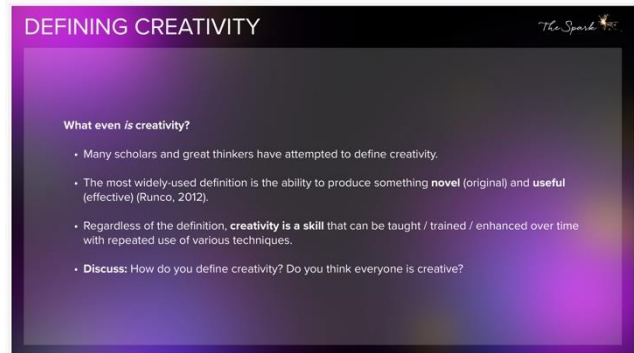 DEFINING CREATIVITY
The Spark
What even is creativity?
• Many scholars and great thinkers have attempted to define creativity.
• The most widely-used definition is the ability to produce something novel (original) and useful
(effective) (Runco, 2012).
• Regardless of the definition, creativity is a skill that can be taught / trained / enhanced over time
with repeated use of various techniques.
• Discuss: How do you define creativity? Do you think everyone is creative?